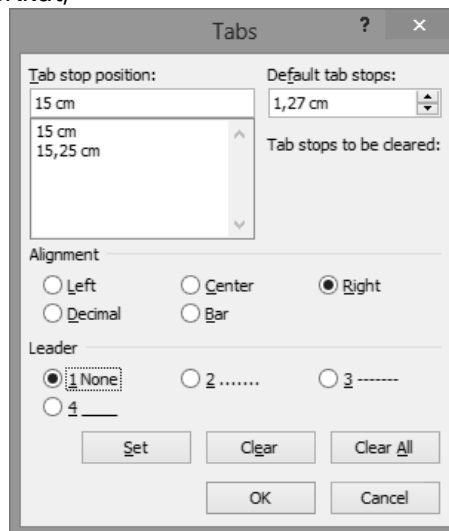 Tabs ? ×
Tab stop position:
15 cm
15 cm
15,25 cm
Default tab stops:
1,27 cm
Tab stops to be cleared:
Alignment
Left Center Right
Decimal Bar
Leader
1 None 2 ....... 3 -------
4 ___
Set Clear Clear All
OK Cancel